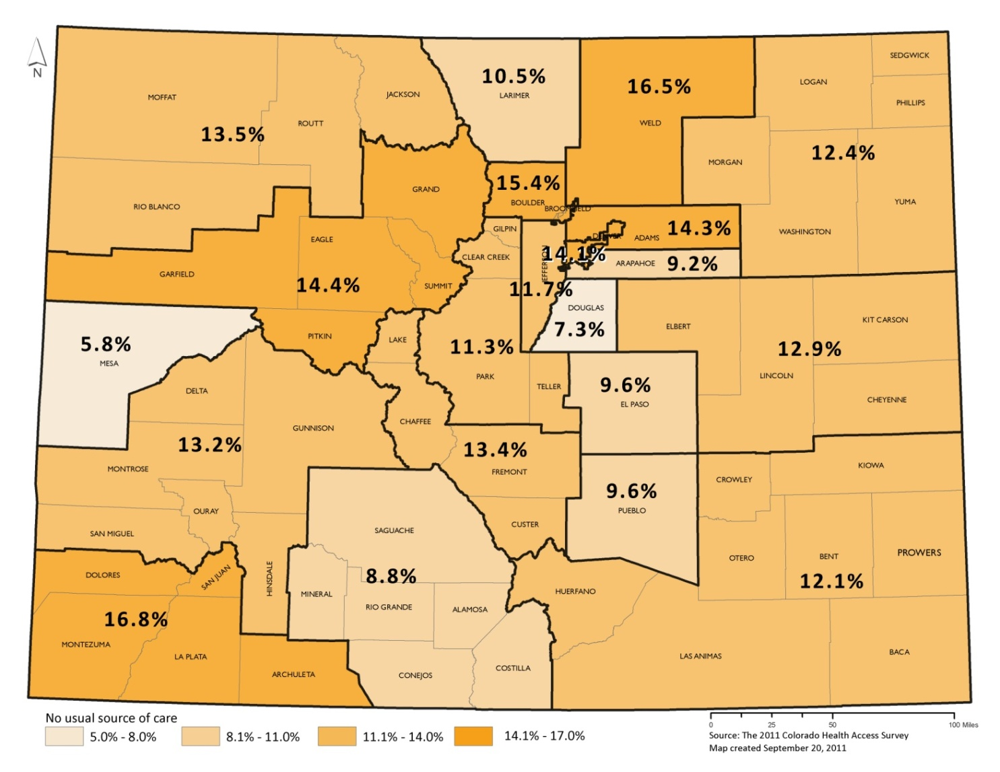 SEDGWICK
10.5%
16.5%
LOGAN
MOFFAT
JACKSON
LARIMER
PHILLIPS
ROUTT
WELD
13.5%
12.4%
MORGAN
15.4%
GRAND
BOULDER
BROOMFIELD
RIO BLANCO
YUMA
GILPIN
14.3%
WASHINGTON
EAGLE
DENVER
ADAMS
CLEAR CREEK
14.1%
JEFFERSON
ARAPAHOE
9.2%
GARFIELD
14.4%
SUMMIT
11.7%
DOUGLAS
7.3%
KIT CARSON
ELBERT
PITKIN
LAKE
5.8%
MESA
11.3%
12.9%
PARK
LINCOLN
TELLER
9.6%
EL PASO
DELTA
CHEYENNE
CHAFFEE
GUNNISON
13.2%
13.4%
FREMONT
MONTROSE
KIOWA
CROWLEY
9.6%
PUEBLO
OURAY
SAN MIGUEL
SAGUACHE
CUSTER
PROWERS
OTERO
BENT
12.1%
DOLORES
SAN JUAN
HINSDALE
8.8%
MINERAL
HUERFANO
RIO GRANDE
ALAMOSA
16.8%
MONTEZUMA
LA PLATA
ARCHULETA
CONEJOS
COSTILLA
LAS ANIMAS
BACA
N
No usual source of care
5.0% - 8.0%
8.1% - 11.0%
11.1% - 14.0%
14.1% - 17.0%
0 25 50 100 Miles
Source: The 2011 Colorado Health Access Survey
Map created September 20, 2011